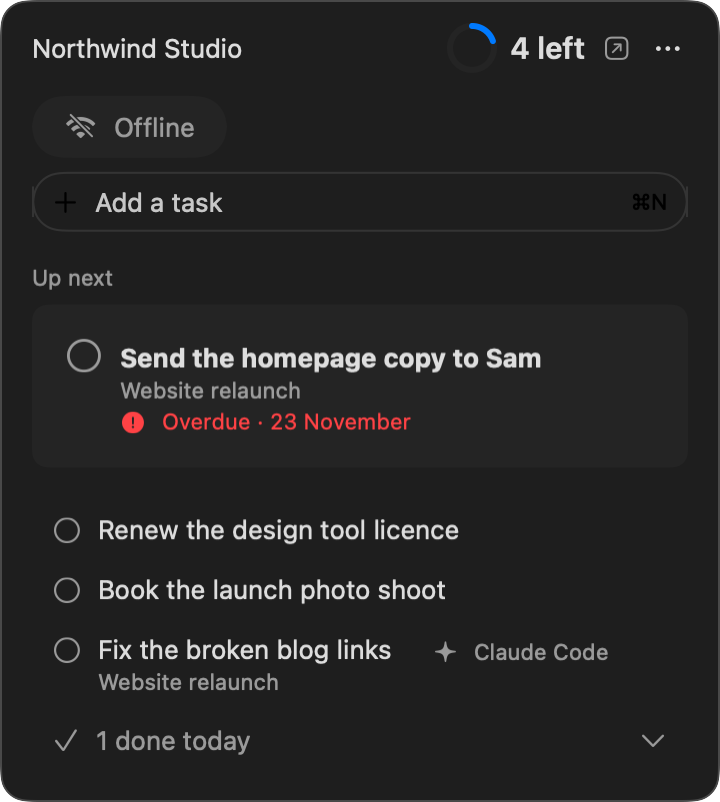 Northwind Studio
4 left
Offline
Add a task
⌘N
Up next
Send the homepage copy to Sam
Website relaunch
Overdue · 23 November
Renew the design tool licence
Book the launch photo shoot
Fix the broken blog links
Claude Code
Website relaunch
1 done today